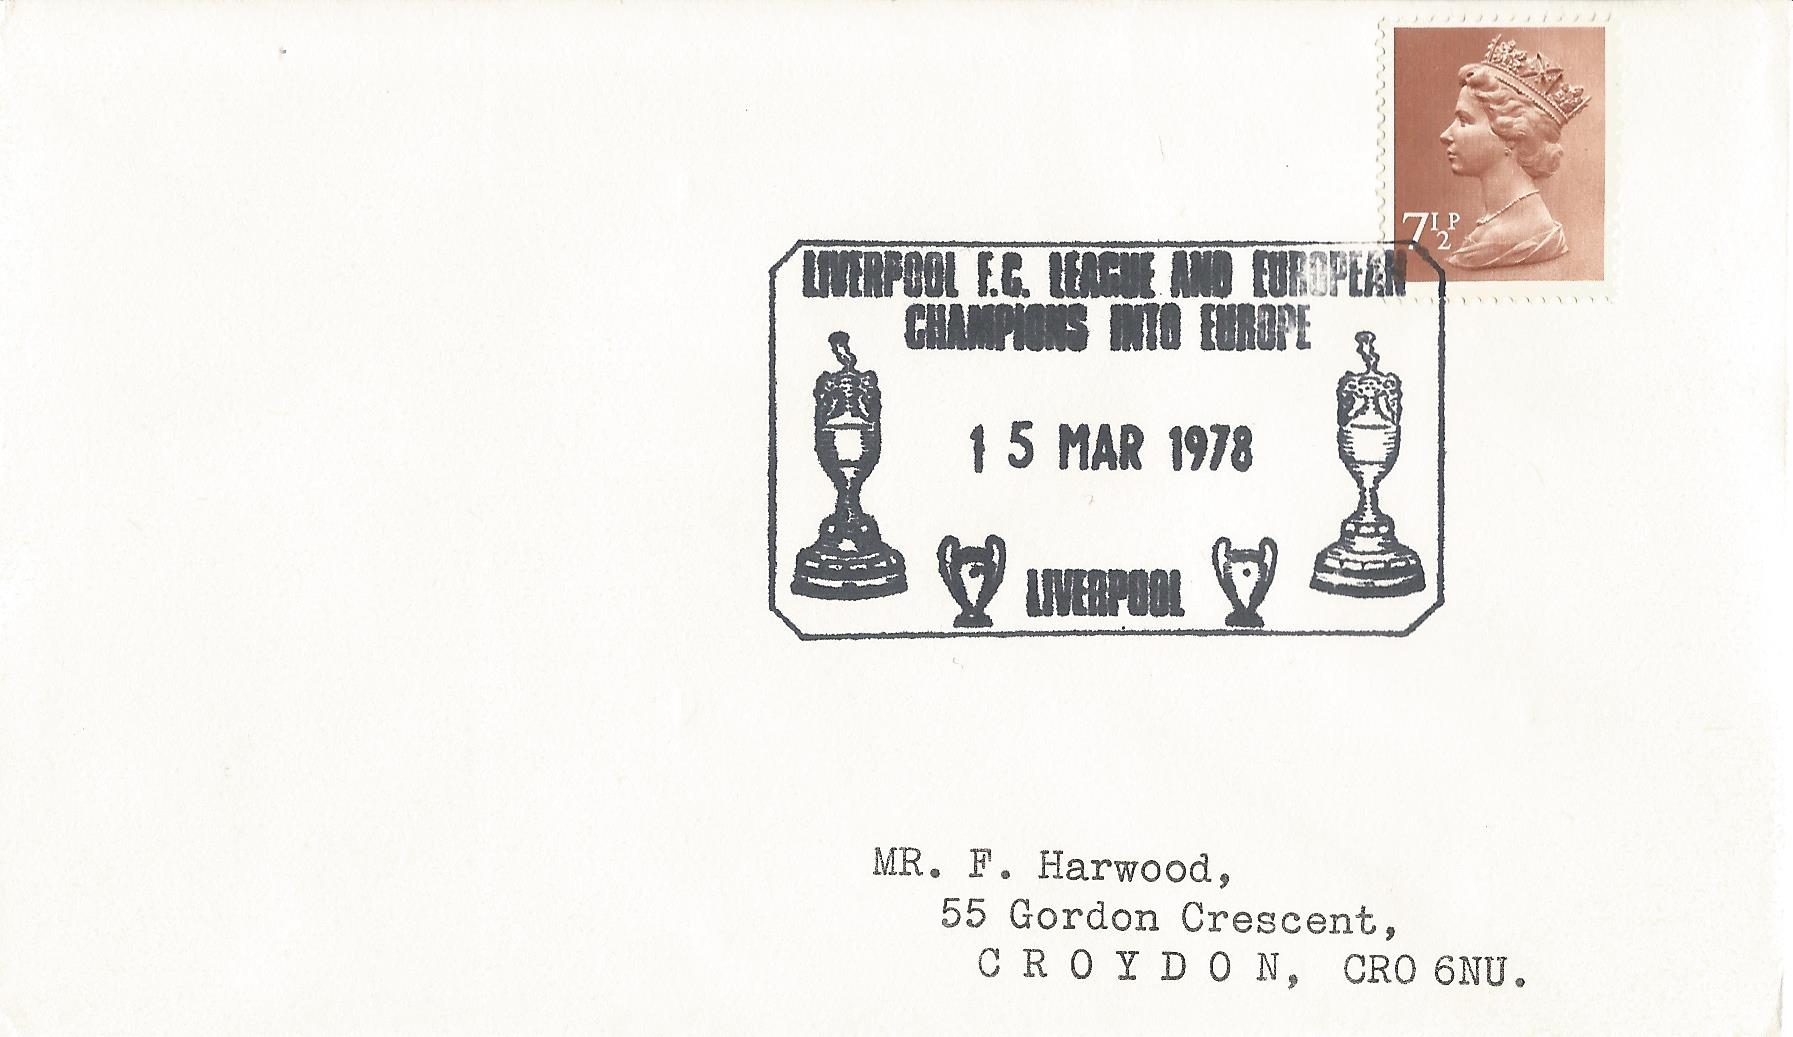 7½P
LIVERPOOL F.C. LEAGUE AND EUROPEAN
CHAMPIONS INTO EUROPE
15 MAR 1978
LIVERPOOL
MR. F. Harwood,
55 Gordon Crescent,
CROYDON, CRO 6NU.